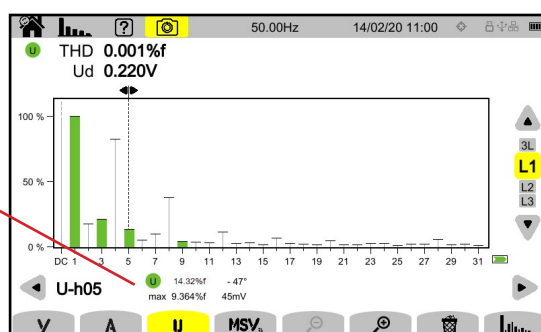 ? 50.00Hz 14/02/20 11:00
U THD 0.001%f
Ud 0.220V
100 %
50 %
0 %
DC 1 3 5 7 9 11 13 15 17 19 21 23 25 27 29 31
3L
L1
L2
L3
U-h05 U 14.32%f - 47°
max 9.364%f 45mV
V A U MSV